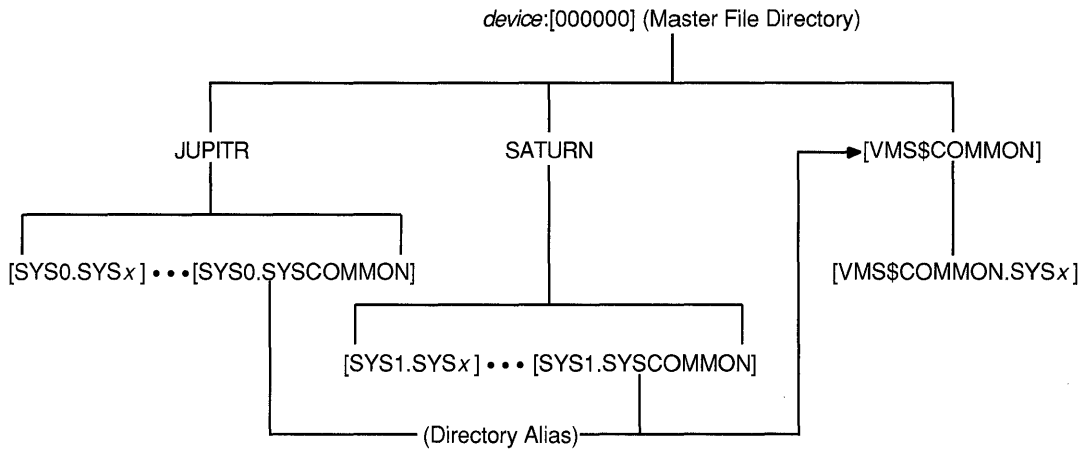 device:[000000] (Master File Directory)
JUPITR
SATURN
[VMS$COMMON]
[SYS0.SYSx] • • • [SYS0.SYSCOMMON]
[VMS$COMMON.SYSx]
[SYS1.SYSx] • • • [SYS1.SYSCOMMON]
(Directory Alias)